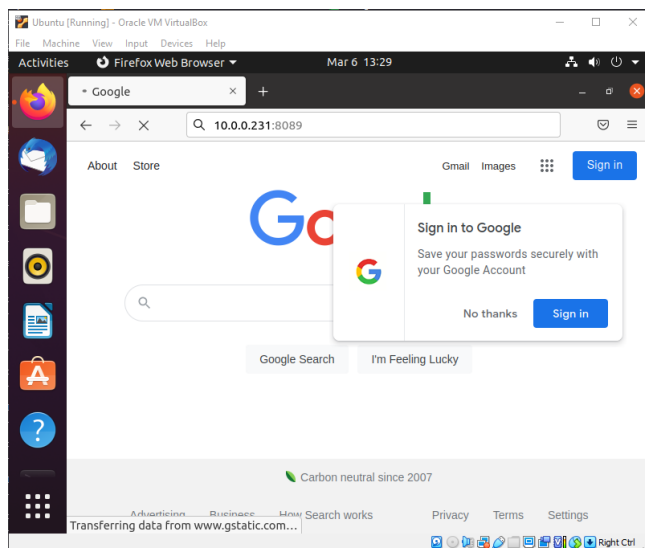 Ubuntu [Running] - Oracle VM VirtualBox
File Machine View Input Devices Help
Activities Firefox Web Browser Mar 6 13:29
Google
10.0.0.231:8089
About Store Gmail Images Sign in
Sign in to Google
Save your passwords securely with
your Google Account
No thanks Sign in
Google Search I'm Feeling Lucky
Carbon neutral since 2007
Advertising Business How Search works Privacy Terms Settings
Transferring data from www.gstatic.com...
Right Ctrl